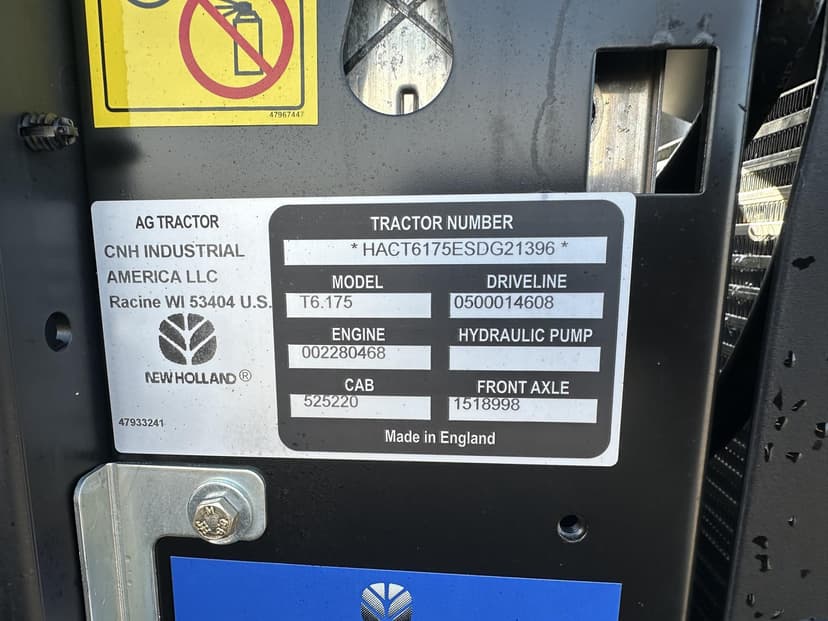 47967447
AG TRACTOR
CNH INDUSTRIAL
AMERICA LLC
Racine WI 53404 U.S.
NEW HOLLAND®
47933241
TRACTOR NUMBER
* HACT6175ESDG21396 *
MODEL DRIVELINE
T6.175 0500014608
ENGINE HYDRAULIC PUMP
002280468
CAB FRONT AXLE
525220 1518998
Made in England